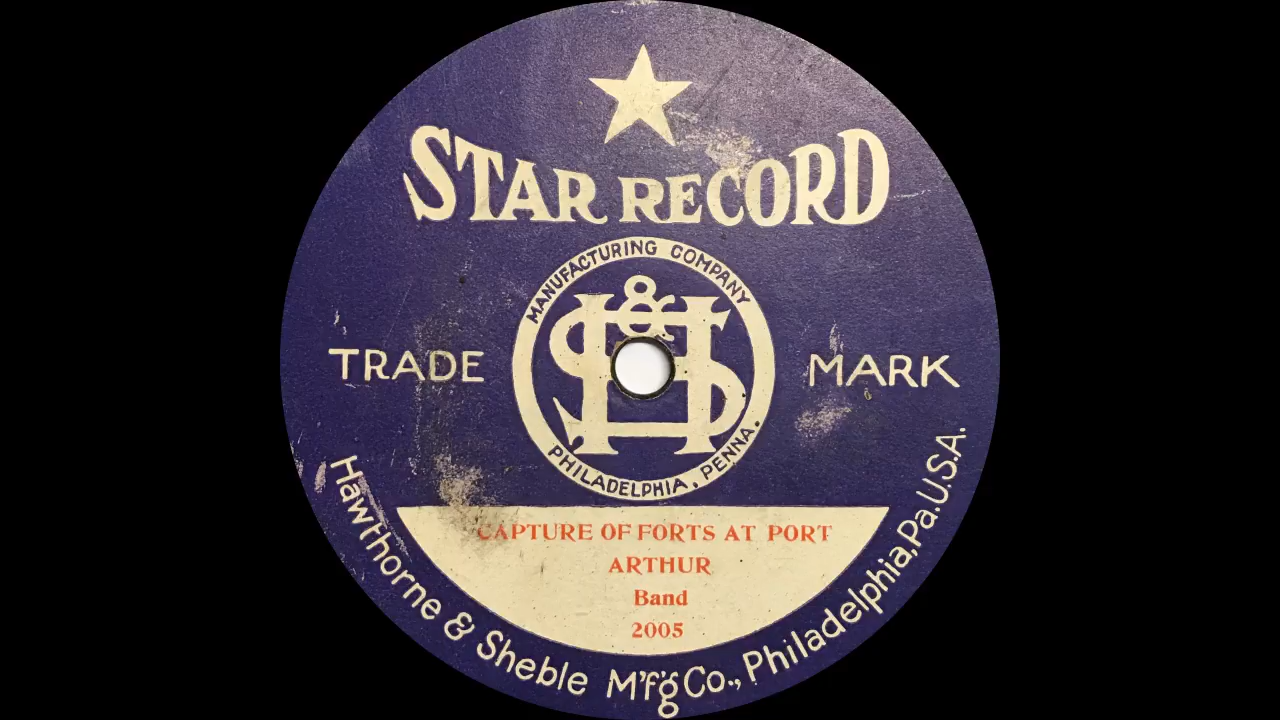 STAR RECORD
MANUFACTURING COMPANY
H&S
PHILADELPHIA, PENNA.
TRADE MARK
CAPTURE OF FORTS AT PORT
ARTHUR
Band
2005
Hawthorne & Sheble M'f'g Co., Philadelphia, Pa. U.S.A.